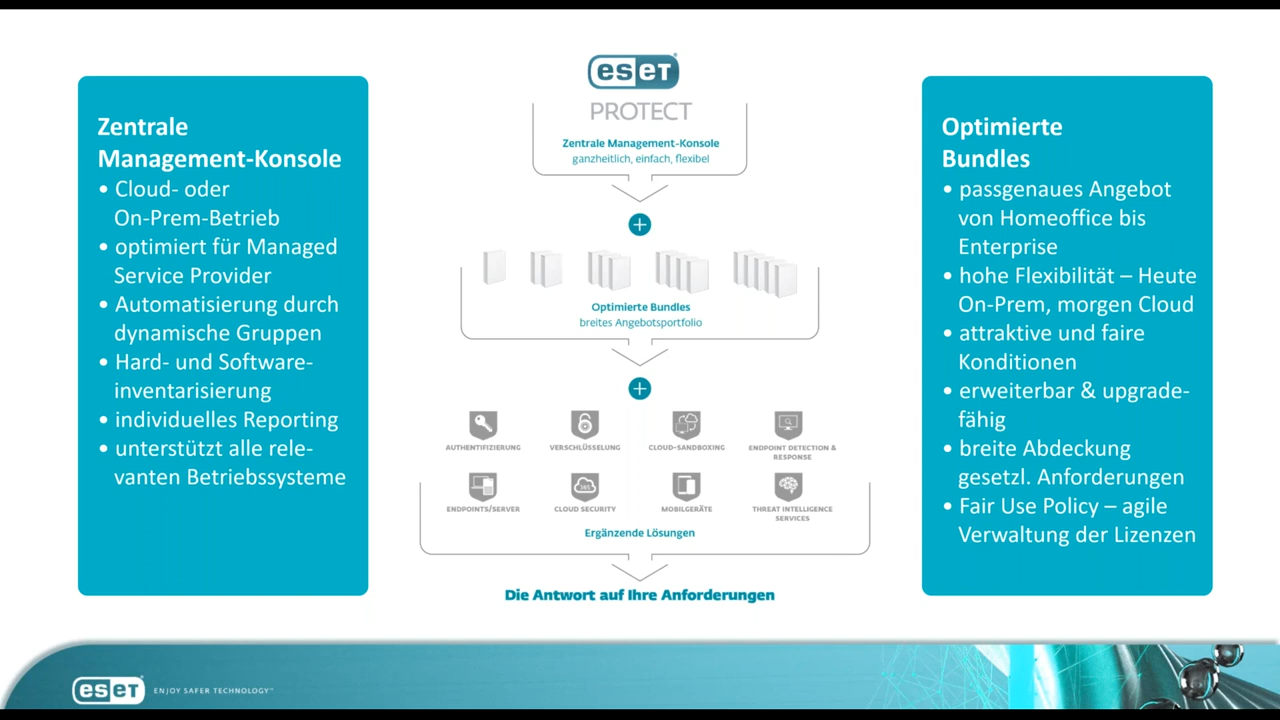 Zentrale
Management-Konsole
• Cloud- oder
On-Prem-Betrieb
• optimiert für Managed
Service Provider
• Automatisierung durch
dynamische Gruppen
• Hard- und Software-
inventarisierung
• individuelles Reporting
• unterstützt alle rele-
vanten Betriebssysteme
eseT
PROTECT
Zentrale Management-Konsole
ganzheitlich, einfach, flexibel
Optimierte Bundles
breites Angebotsportfolio
AUTHENTIFIZIERUNG
VERSCHLÜSSELUNG
CLOUD-SANDBOXING
ENDPOINT DETECTION &
RESPONSE
365
ENDPOINTS/SERVER
CLOUD SECURITY
MOBILGERÄTE
THREAT INTELLIGENCE
SERVICES
Ergänzende Lösungen
Die Antwort auf Ihre Anforderungen
Optimierte
Bundles
• passgenaues Angebot
von Homeoffice bis
Enterprise
• hohe Flexibilität – Heute
On-Prem, morgen Cloud
• attraktive und faire
Konditionen
• erweiterbar & upgrade-
fähig
• breite Abdeckung
gesetzl. Anforderungen
• Fair Use Policy – agile
Verwaltung der Lizenzen
eseT ENJOY SAFER TECHNOLOGY™